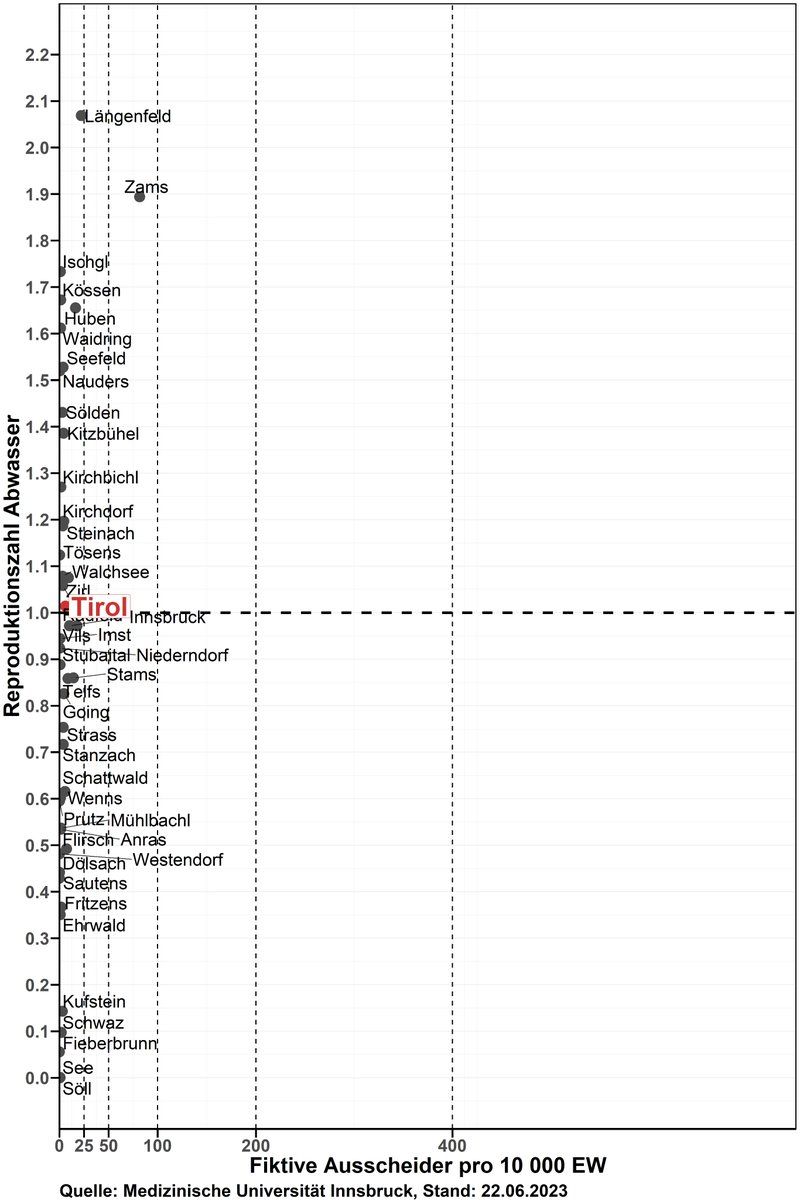 2.2
2.1
Längenfeld
2.0
Zams
1.9
1.8
Ischgl
1.7
Kössen
Huben
1.6
Waidring
Seefeld
1.5
Nauders
Sölden
1.4
Kitzbühel
1.3
Kirchbichl
Kirchdorf
1.2
Steinach
Tösens
1.1
Walchsee
Zirl
Tirol
1.0
Radfeld Innsbruck
Vils Imst
0.9
Stubaital Niederndorf
Stams
Telfs
0.8
Going
Strass
0.7
Stanzach
Schattwald
0.6
Wenns
Prutz Mühlbachl
Flirsch Anras
0.5
Westendorf
Dölsach
Sautens
0.4
Fritzens
Ehrwald
0.3
0.2
Kufstein
Schwaz
0.1
Fieberbrunn
See
0.0
Söll
Reproduktionszahl Abwasser
0 25 50 100 200 400
Fiktive Ausscheider pro 10 000 EW
Quelle: Medizinische Universität Innsbruck, Stand: 22.06.2023